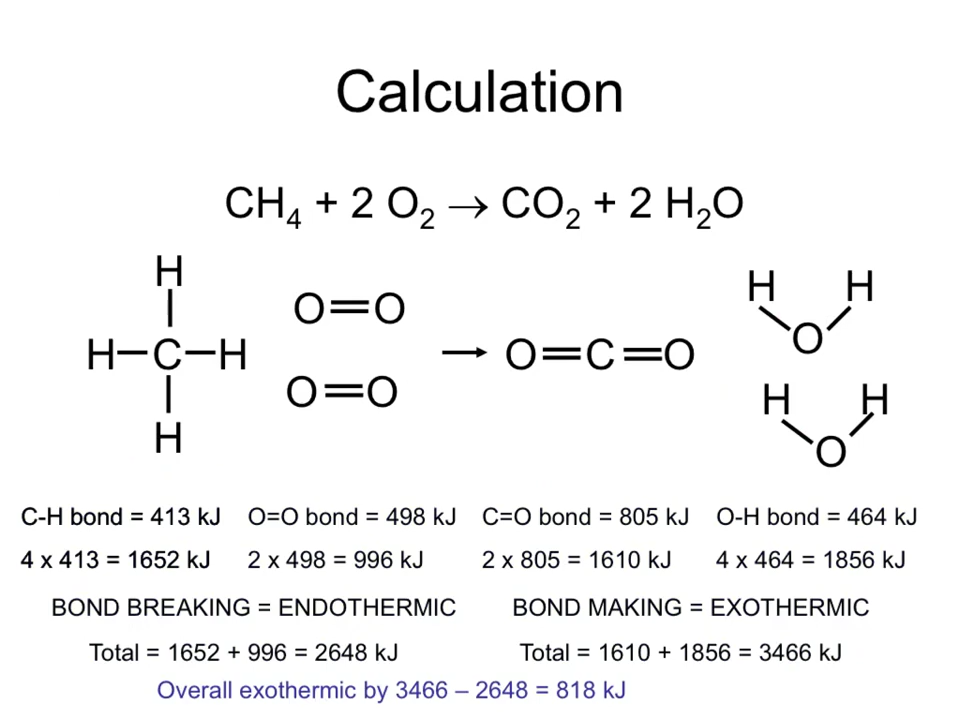 Calculation
CH₄ + 2 O₂ → CO₂ + 2 H₂O
H
H–C–H
H
O=O
O=O
→
O=C=O
H H
O
H H
O
C-H bond = 413 kJ O=O bond = 498 kJ C=O bond = 805 kJ O-H bond = 464 kJ
4 x 413 = 1652 kJ 2 x 498 = 996 kJ 2 x 805 = 1610 kJ 4 x 464 = 1856 kJ
BOND BREAKING = ENDOTHERMIC BOND MAKING = EXOTHERMIC
Total = 1652 + 996 = 2648 kJ Total = 1610 + 1856 = 3466 kJ
Overall exothermic by 3466 – 2648 = 818 kJ